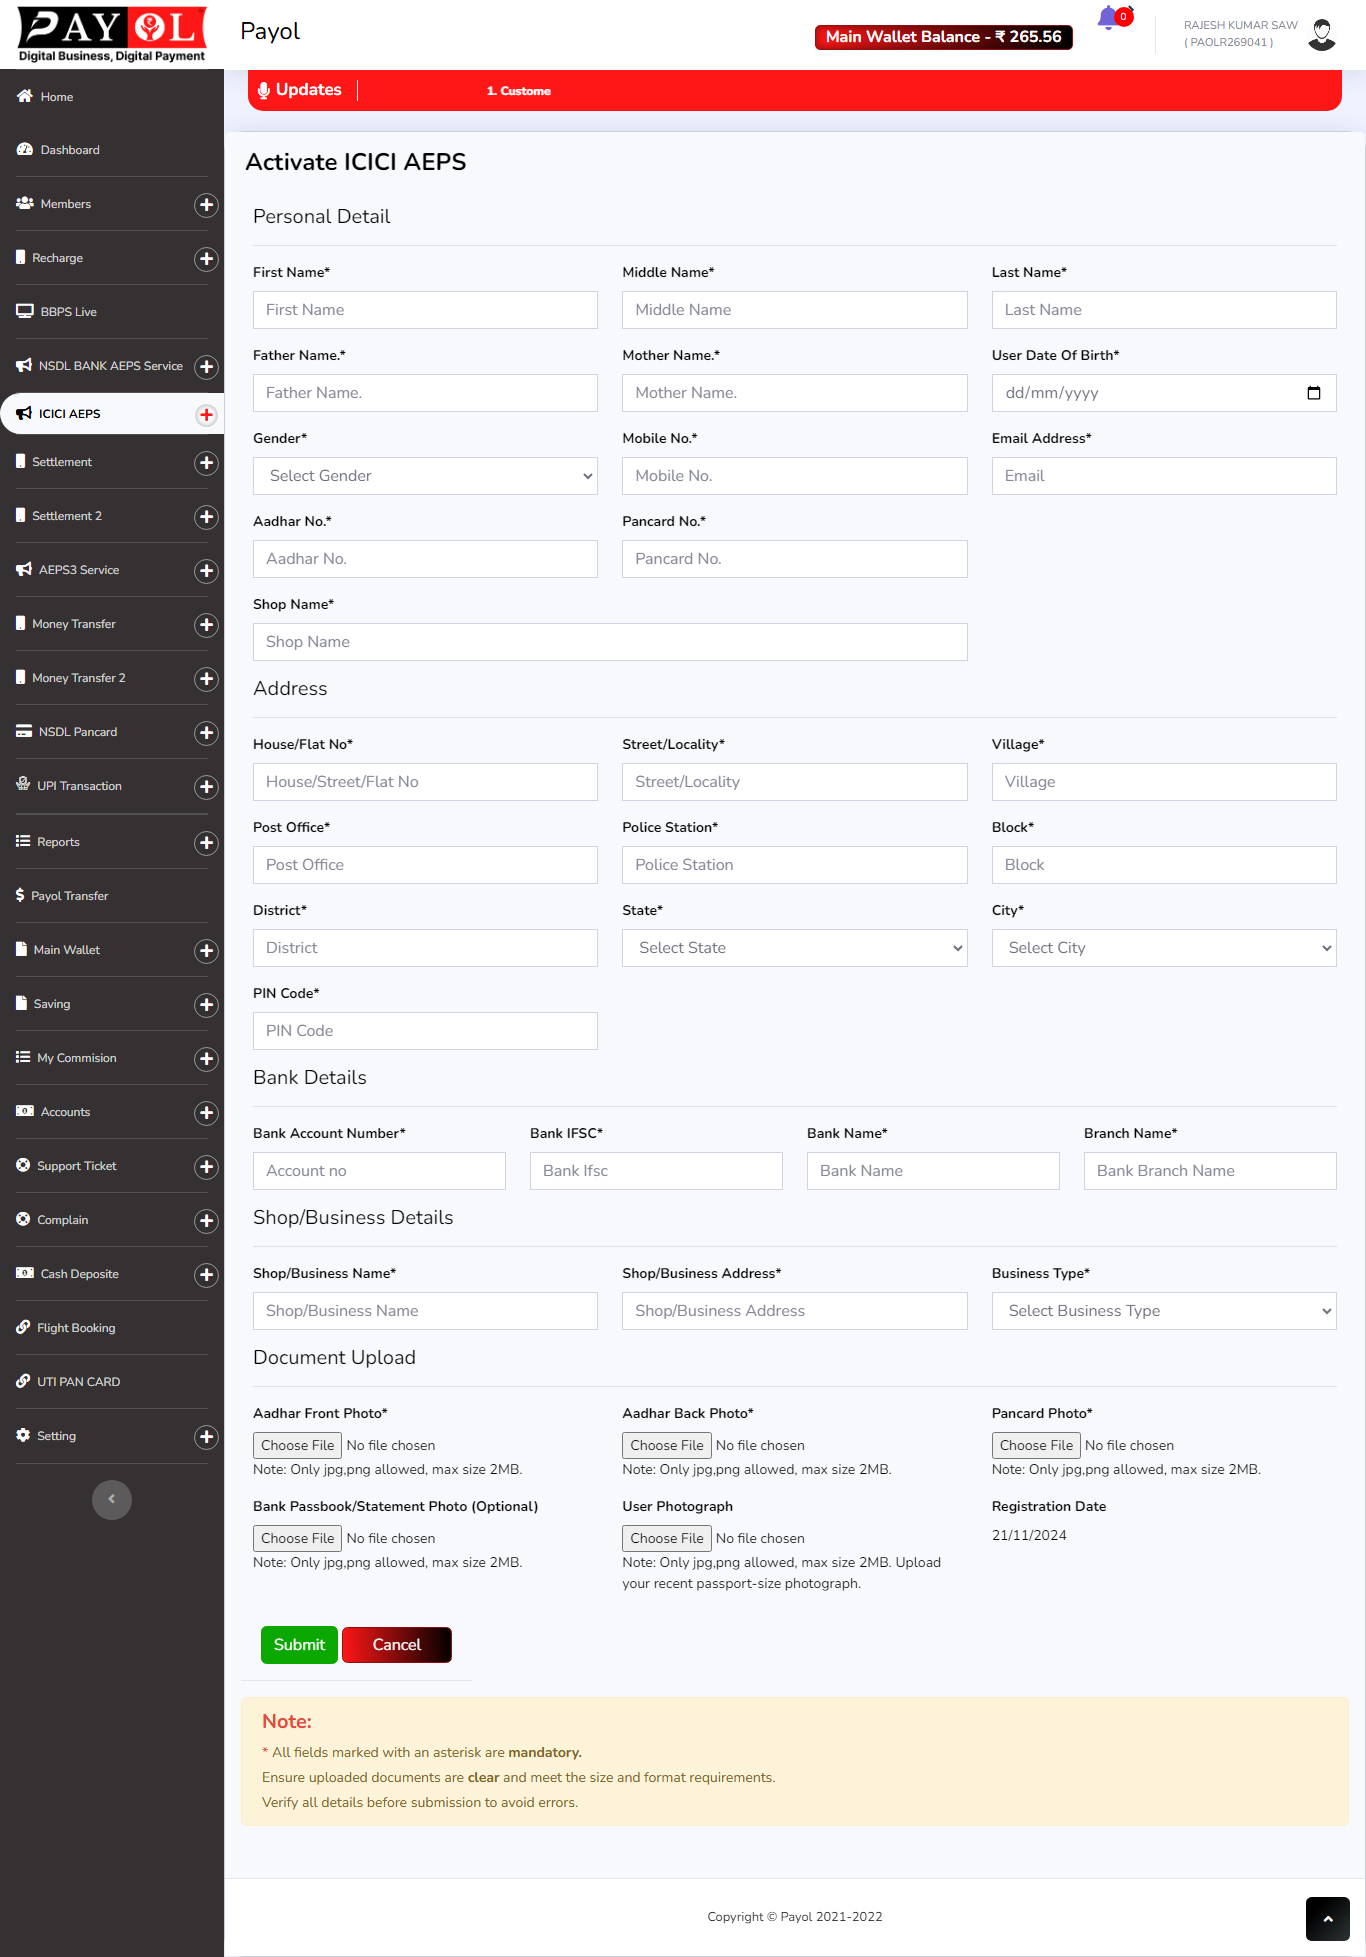 PAYOL
Digital Business, Digital Payment
Payol
Main Wallet Balance - ₹ 265.56
0
RAJESH KUMAR SAW
( PAOLR269041 )
Home
Dashboard
Members
Recharge
BBPS Live
NSDL BANK AEPS Service
ICICI AEPS
Settlement
Settlement 2
AEPS3 Service
Money Transfer
Money Transfer 2
NSDL Pancard
UPI Transaction
Reports
Payol Transfer
Main Wallet
Saving
My Commision
Accounts
Support Ticket
Complain
Cash Deposite
Flight Booking
UTI PAN CARD
Setting
Updates
1. Custome
Activate ICICI AEPS
Personal Detail
First Name* Middle Name* Last Name*
First Name Middle Name Last Name
Father Name.* Mother Name.* User Date Of Birth*
Father Name. Mother Name. dd/mm/yyyy
Gender* Mobile No.* Email Address*
Select Gender Mobile No. Email
Aadhar No.* Pancard No.*
Aadhar No. Pancard No.
Shop Name*
Shop Name
Address
House/Flat No* Street/Locality* Village*
House/Street/Flat No Street/Locality Village
Post Office* Police Station* Block*
Post Office Police Station Block
District* State* City*
District Select State Select City
PIN Code*
PIN Code
Bank Details
Bank Account Number* Bank IFSC* Bank Name* Branch Name*
Account no Bank Ifsc Bank Name Bank Branch Name
Shop/Business Details
Shop/Business Name* Shop/Business Address* Business Type*
Shop/Business Name Shop/Business Address Select Business Type
Document Upload
Aadhar Front Photo* Aadhar Back Photo* Pancard Photo*
Choose File No file chosen Choose File No file chosen Choose File No file chosen
Note: Only jpg,png allowed, max size 2MB. Note: Only jpg,png allowed, max size 2MB. Note: Only jpg,png allowed, max size 2MB.
Bank Passbook/Statement Photo (Optional) User Photograph Registration Date
Choose File No file chosen Choose File No file chosen 21/11/2024
Note: Only jpg,png allowed, max size 2MB. Note: Only jpg,png allowed, max size 2MB. Upload
your recent passport-size photograph.
Submit Cancel
Note:
* All fields marked with an asterisk are mandatory.
Ensure uploaded documents are clear and meet the size and format requirements.
Verify all details before submission to avoid errors.
Copyright © Payol 2021-2022